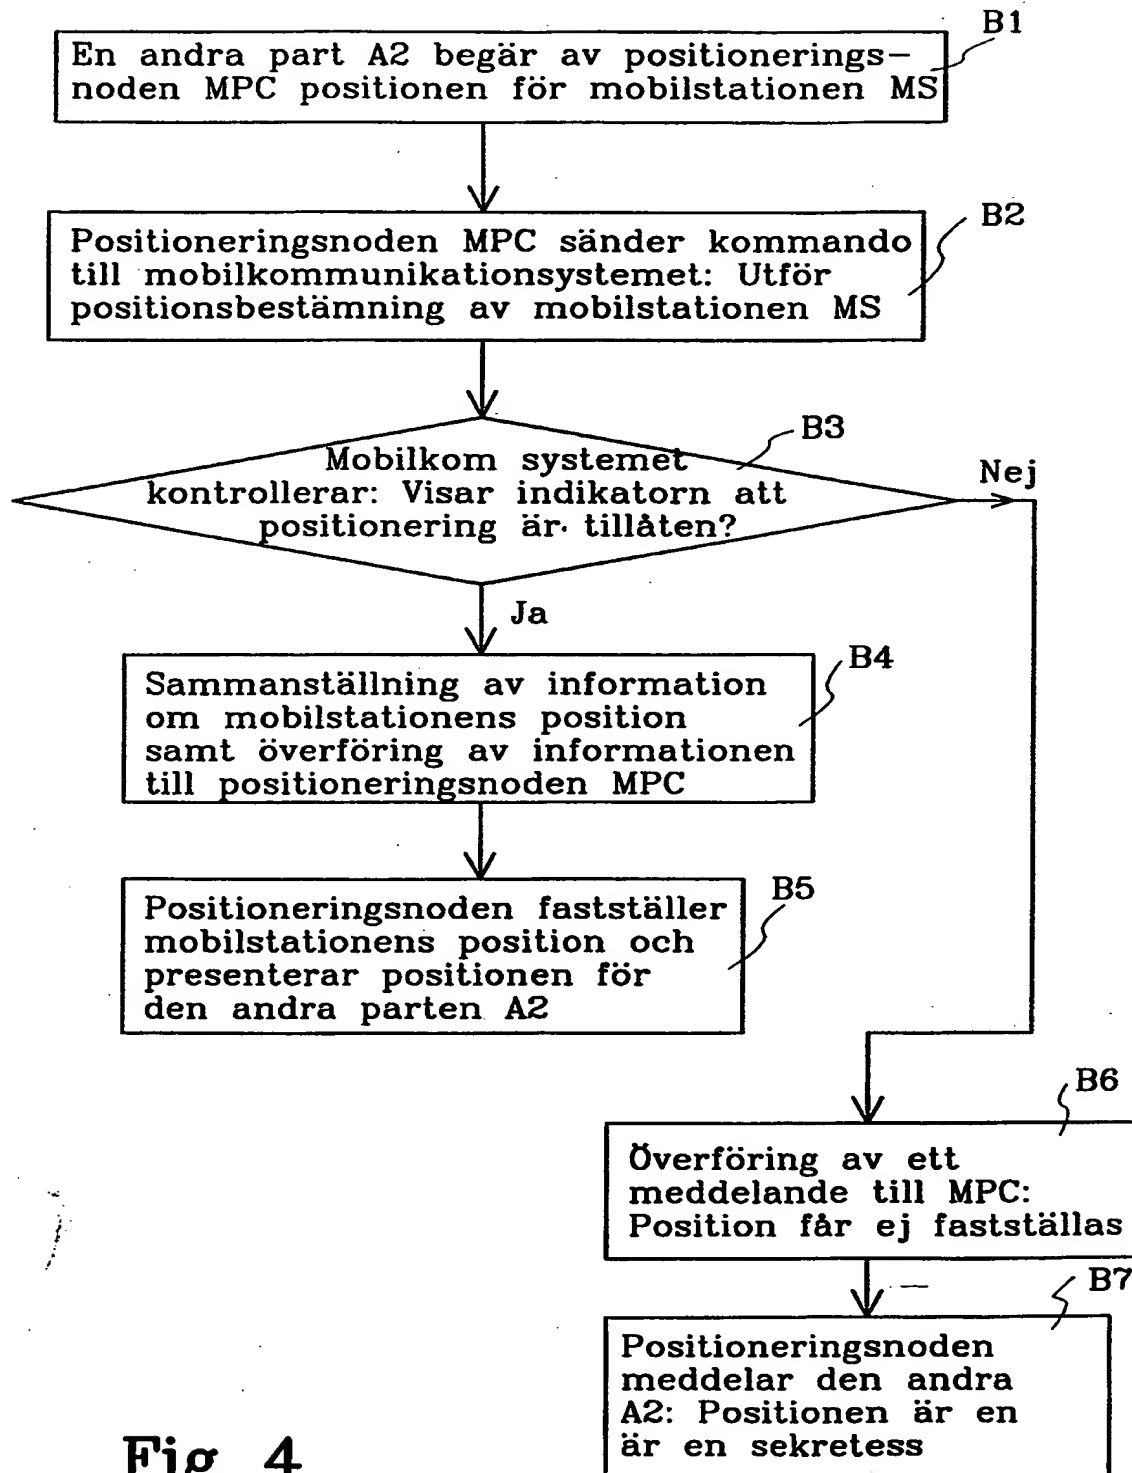 B1
En andra part A2 begär av positionerings-
noden MPC positionen för mobilstationen MS
B2
Positioneringsnoden MPC sänder kommando
till mobilkommunikationsystemet: Utför
positionsbestämning av mobilstationen MS
B3
Mobilkom systemet
kontrollerar: Visar indikatorn att
positionering är tillåten?
Nej
Ja
B4
Sammanställning av information
om mobilstationens position
samt överföring av informationen
till positioneringsnoden MPC
B5
Positioneringsnoden fastställer
mobilstationens position och
presenterar positionen för
den andra parten A2
B6
Överföring av ett
meddelande till MPC:
Position får ej fastställas
B7
Positioneringsnoden
meddelar den andra
A2: Positionen är en
är en sekretess
Fig 4